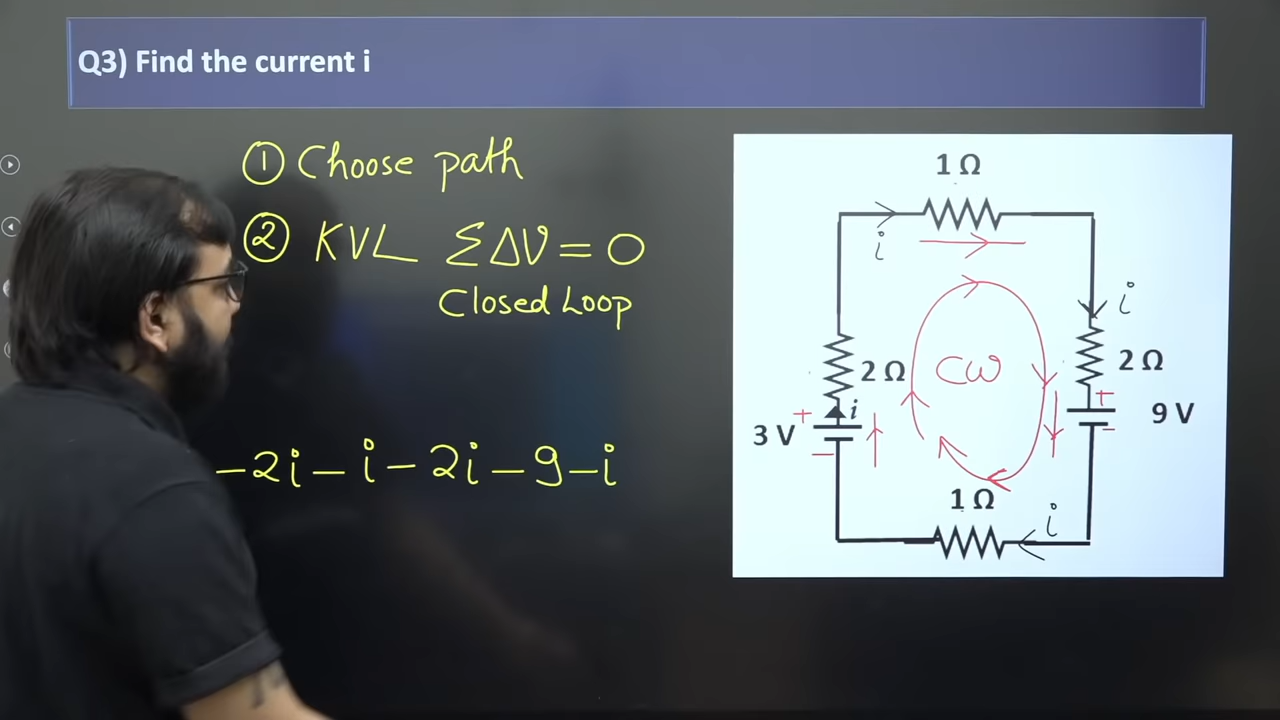 Q3) Find the current i
① Choose path
② KVL ΣΔV = 0
Closed Loop
-2i - i - 2i - 9 - i
1 Ω
i
i
2 Ω
CW
2 Ω
i
+
+
3 V
9 V
-
-
1 Ω
i